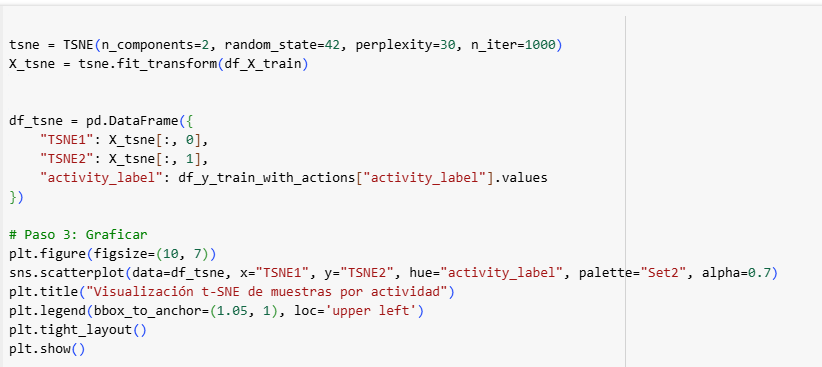 tsne = TSNE(n_components=2, random_state=42, perplexity=30, n_iter=1000)
X_tsne = tsne.fit_transform(df_X_train)
df_tsne = pd.DataFrame({
    "TSNE1": X_tsne[:, 0],
    "TSNE2": X_tsne[:, 1],
    "activity_label": df_y_train_with_actions["activity_label"].values
})
# Paso 3: Graficar
plt.figure(figsize=(10, 7))
sns.scatterplot(data=df_tsne, x="TSNE1", y="TSNE2", hue="activity_label", palette="Set2", alpha=0.7)
plt.title("Visualización t-SNE de muestras por actividad")
plt.legend(bbox_to_anchor=(1.05, 1), loc='upper left')
plt.tight_layout()
plt.show()